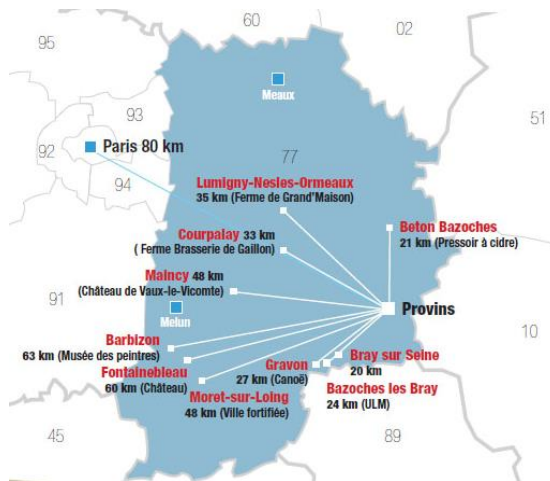 60
02
95
Meaux
51
93
Paris 80 km
92
77
94
Lumigny-Nesles-Ormeaux
35 km (Ferme de Grand'Maison)
Beton Bazoches
21 km (Pressoir à cidre)
Courpalay 33 km
( Ferme Brasserie de Gaillon)
Maincy 48 km
(Château de Vaux-le-Vicomte)
91
Melun
Provins
10
Barbizon
63 km (Musée des peintres)
Fontainebleau
60 km (Château)
Moret-sur-Loing
48 km (Ville fortifiée)
Gravon
27 km (Canoë)
Bray sur Seine
20 km
Bazoches les Bray
24 km (ULM)
45
89